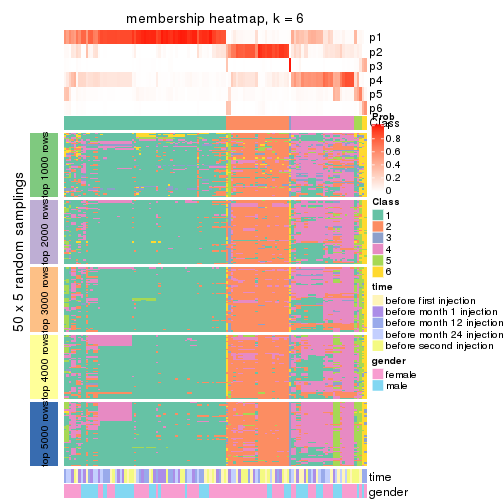 membership heatmap, k = 6
p1
p2
p3
p4
p5
p6
Class
Prob
1
0.8
0.6
0.4
0.2
0
Class
1
2
3
4
5
6
time
before first injection
before month 1 injection
before month 12 injection
before month 24 injection
before second injection
gender
female
male
50 x 5 random samplings
top 1000 rows
top 2000 rows
top 3000 rows
top 4000 rows
top 5000 rows
time
gender